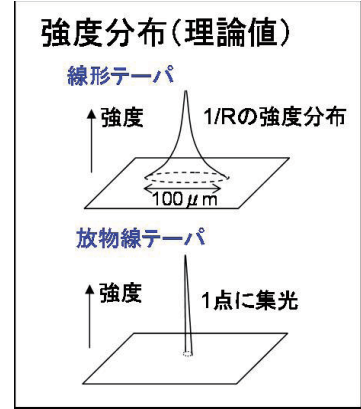 強度分布(理論値)
線形テーパ
強度
1/Rの強度分布
100μm
放物線テーパ
強度
1点に集光